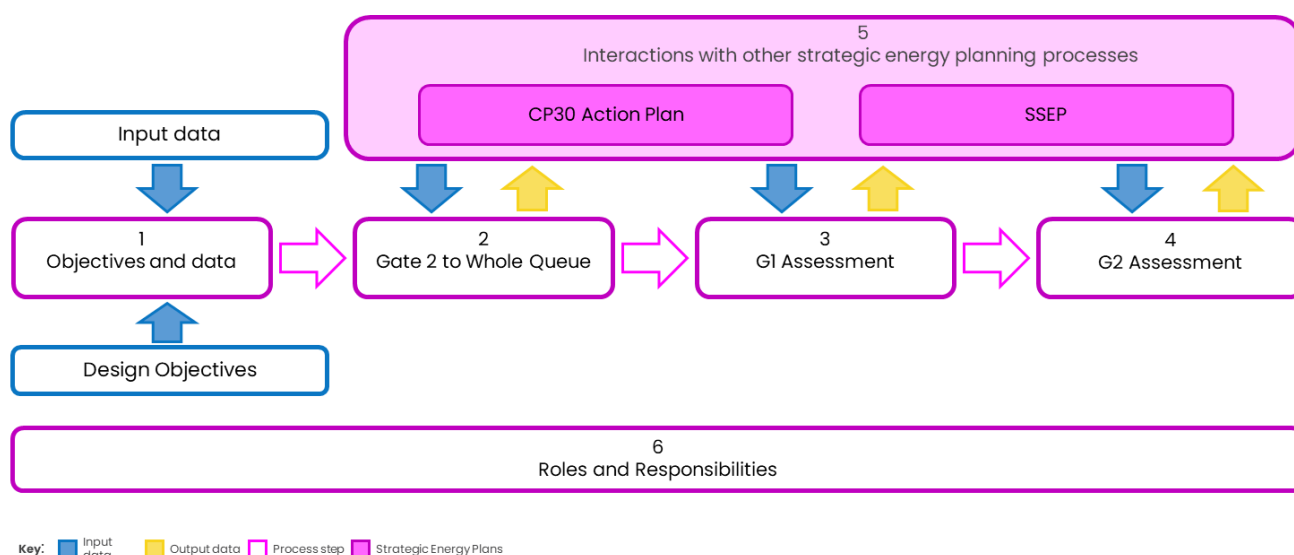 5
Interactions with other strategic energy planning processes
CP30 Action Plan
SSEP
Input data
1
Objectives and data
2
Gate 2 to Whole Queue
3
G1 Assessment
4
G2 Assessment
Design Objectives
6
Roles and Responsibilities
Key:
Input
data
Output data
Process step
Strategic Energy Plans